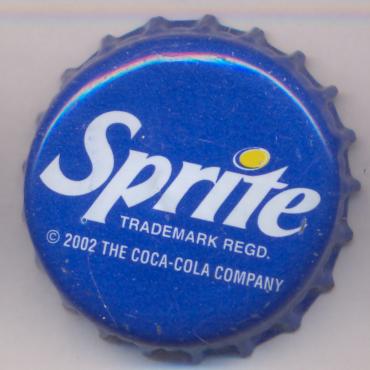 Sprite
TRADEMARK REGD.
© 2002 THE COCA-COLA COMPANY